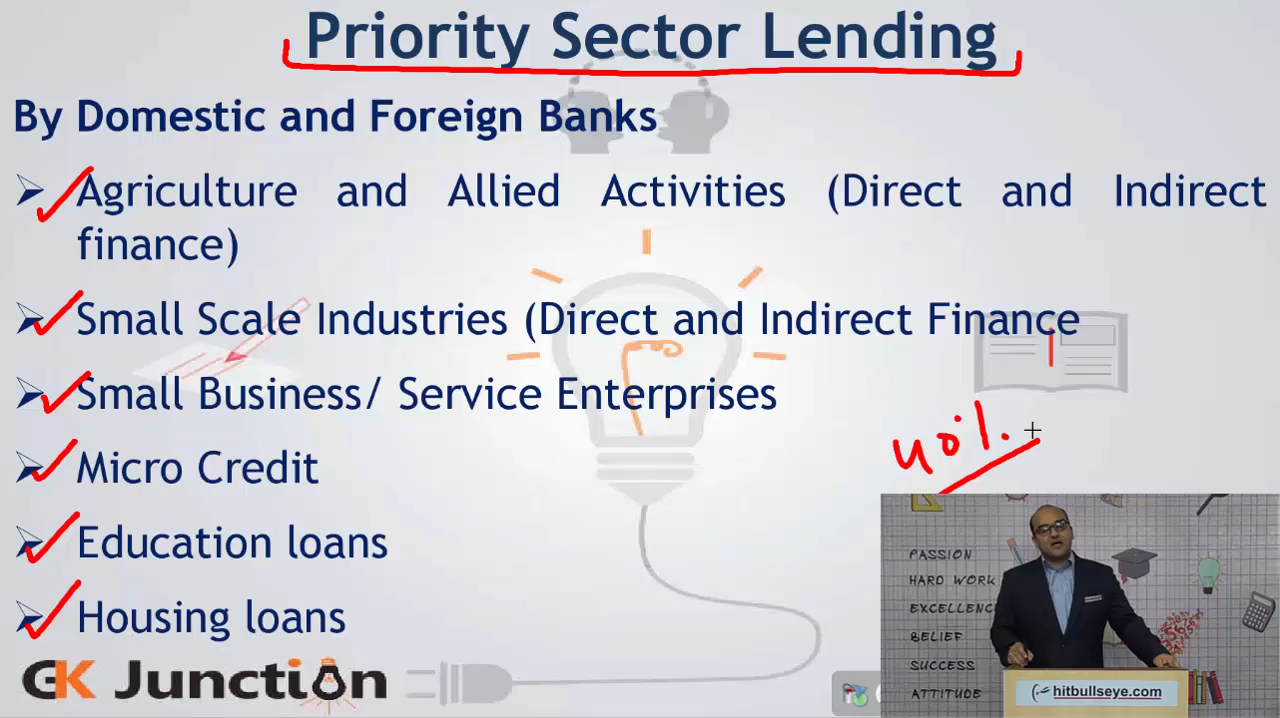 Priority Sector Lending
By Domestic and Foreign Banks
Agriculture and Allied Activities (Direct and Indirect
finance)
Small Scale Industries (Direct and Indirect Finance
Small Business/ Service Enterprises
Micro Credit
Education loans
Housing loans
40%.
PASSION
HARD WORK
EXCELLENC
BELIEF
SUCCESS
ATTITUDE
hitbullseye.com
GK Junction